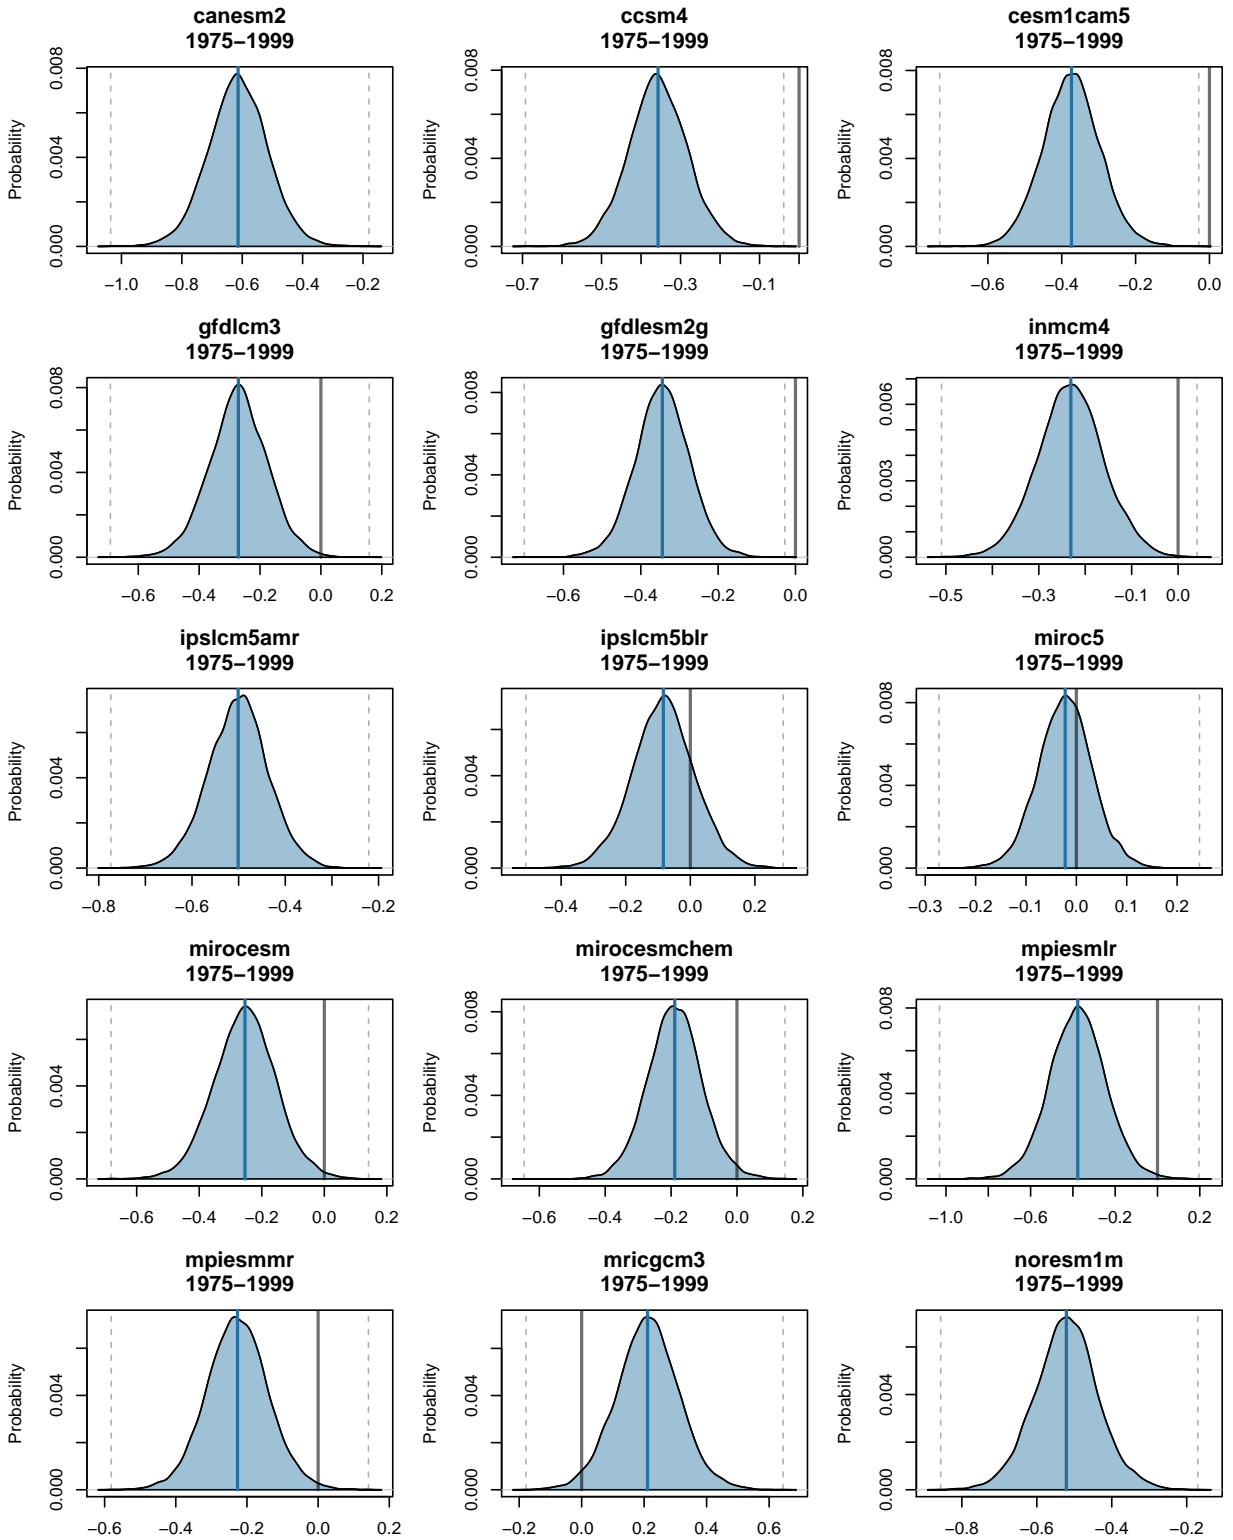 canesm2 ccsm4 cesm1cam5
1975−1999 1975−1999 1975−1999
Probability Probability Probability
0.000 0.004 0.008 0.000 0.004 0.008 0.000 0.004 0.008
−1.0 −0.8 −0.6 −0.4 −0.2 −0.7 −0.5 −0.3 −0.1 −0.6 −0.4 −0.2 0.0
gfdlcm3 gfdlesm2g inmcm4
1975−1999 1975−1999 1975−1999
Probability Probability Probability
0.000 0.004 0.008 0.000 0.004 0.008 0.000 0.003 0.006
−0.6 −0.4 −0.2 0.0 0.2 −0.6 −0.4 −0.2 0.0 −0.5 −0.3 −0.1 0.0
ipslcm5amr ipslcm5blr miroc5
1975−1999 1975−1999 1975−1999
Probability Probability Probability
0.000 0.004 0.000 0.004 0.000 0.004 0.008
−0.8 −0.6 −0.4 −0.2 −0.4 −0.2 0.0 0.2 −0.3 −0.2 −0.1 0.0 0.1 0.2
mirocesm mirocesmchem mpiesmlr
1975−1999 1975−1999 1975−1999
Probability Probability Probability
0.000 0.004 0.000 0.004 0.008 0.000 0.004 0.008
−0.6 −0.4 −0.2 0.0 0.2 −0.6 −0.4 −0.2 0.0 0.2 −1.0 −0.6 −0.2 0.2
mpiesmmr mricgcm3 noresm1m
1975−1999 1975−1999 1975−1999
Probability Probability Probability
0.000 0.004 0.000 0.004 0.000 0.004
−0.6 −0.4 −0.2 0.0 0.2 −0.2 0.0 0.2 0.4 0.6 −0.8 −0.6 −0.4 −0.2